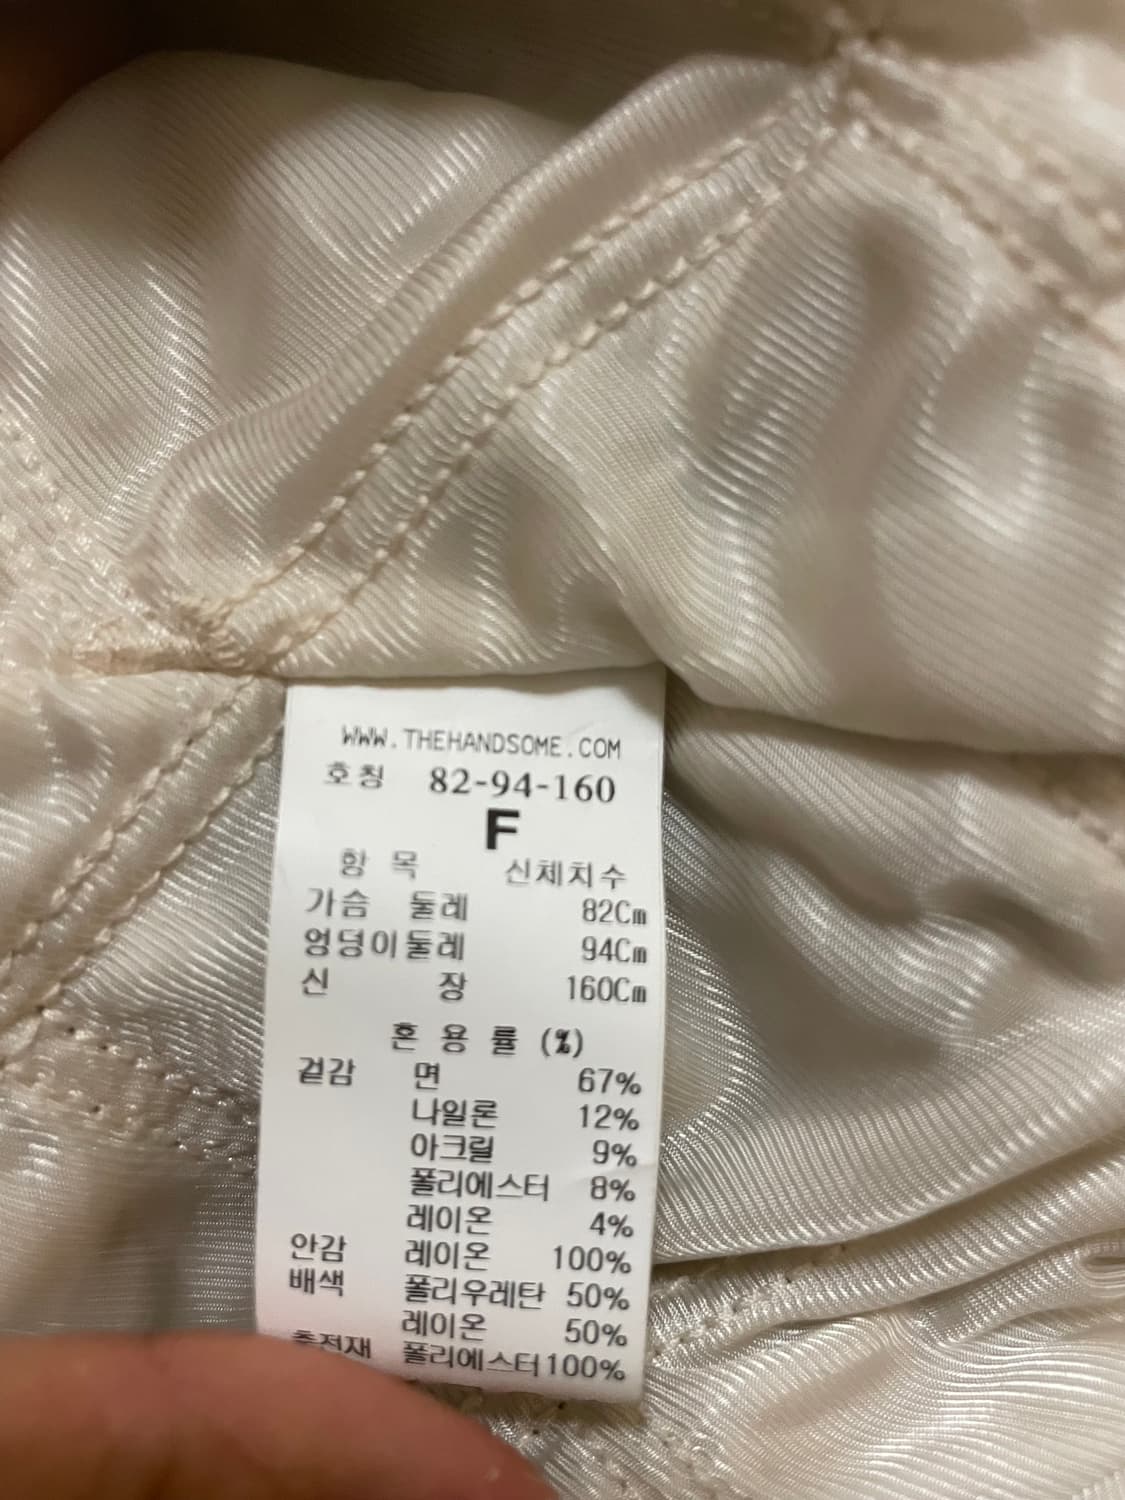 WWW.THEHANDSOME.COM
호칭 82-94-160
F
항 목 신체치수
가슴 둘레 82Cm
엉덩이둘레 94Cm
신 장 160Cm
혼 용 률 (%)
겉감 면 67%
나일론 12%
아크릴 9%
폴리에스터 8%
레이온 4%
안감 레이온 100%
배색 폴리우레탄 50%
레이온 50%
충전재 폴리에스터 100%